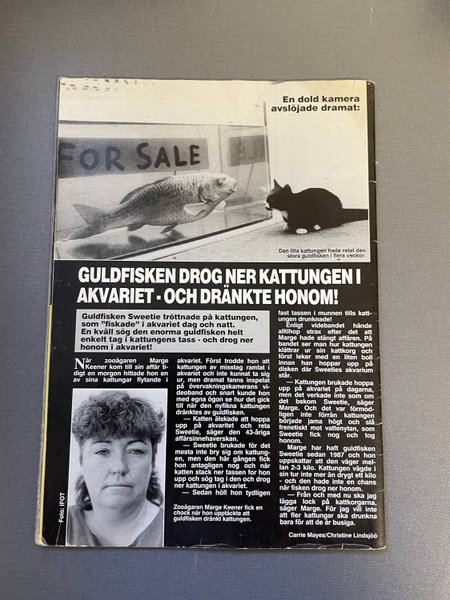 En dold kamera
avslöjade dramat:
FOR SALE
Den lilla kattungen hade retat den
stora guldfisken i flera veckor.
GULDFISKEN DROG NER KATTUNGEN I
AKVARIET - OCH DRÄNKTE HONOM!
Guldfisken Sweetie tröttnade på kattungen,
som "fiskade" i akvariet dag och natt.
En kväll sög den enorma guldfisken helt
enkelt tag i kattungens tass - och drog ner
honom i akvariet!
När zooägaren Marge
Keener kom till sin affär ti-
digt en morgon hittade hon en
av sina kattungar flytande i
akvariet. Först trodde hon att
kattungen av misstag ramlat i
akvariet och inte kunnat ta sig
ur, men dramat fanns inspelat
på övervakningskamerans vi-
deoband och snart kunde hon
med egna ögon se hur det gick
till när den nyfikna kattungen
dränktes av guldfisken.
— Katten älskade att hoppa
upp på akvariet och reta
Sweetie, säger den 43-åriga
affärsinnehaverskan.
— Sweetie brukade för det
mesta inte bry sig om kattung-
en, men den här gången fick
hon antagligen nog och när
katten stack ner tassen for hon
upp och sög tag i den och drog
ner kattungen i akvariet.
— Sedan höll hon tydligen
Zooägaren Marge Keener fick en
chock när hon upptäckte att
guldfisken dränkt kattungen.
fast tassen i munnen tills katt-
ungen drunknade!
Enligt videobandet hände
alltihop strax efter det att
Marge hade stängt affären. På
bandet ser man hur kattungen
klättrar ur sin kattkorg och
först leker med en liten boll
innan han hoppar upp på
disken där Sweeties akvarium
står.
— Kattungen brukade hoppa
upp på akvariet på dagarna,
men det verkade inte som om
det bekom Sweetie, säger
Marge. Och det var förmod-
ligen inte förrän kattungen
började jama högt och slå
frenetiskt mot vattenytan, som
Sweetie fick nog och tog
honom.
Marge har haft guldfisken
Sweetie sedan 1987 och hon
uppskattar att den väger mel-
lan 2-3 kilo. Kattungen vägde i
sin tur inte mer än drygt ett kilo
- och den hade inte en chans
när fisken drog ner honom.
— Från och med nu ska jag
lägga lock på kattkorgarna,
säger Marge. För jag vill inte
att fler kattungar ska drunkna
bara för att de är busiga.
Carrie Mayes/Christine Lindsjöö
Foto: IFOT